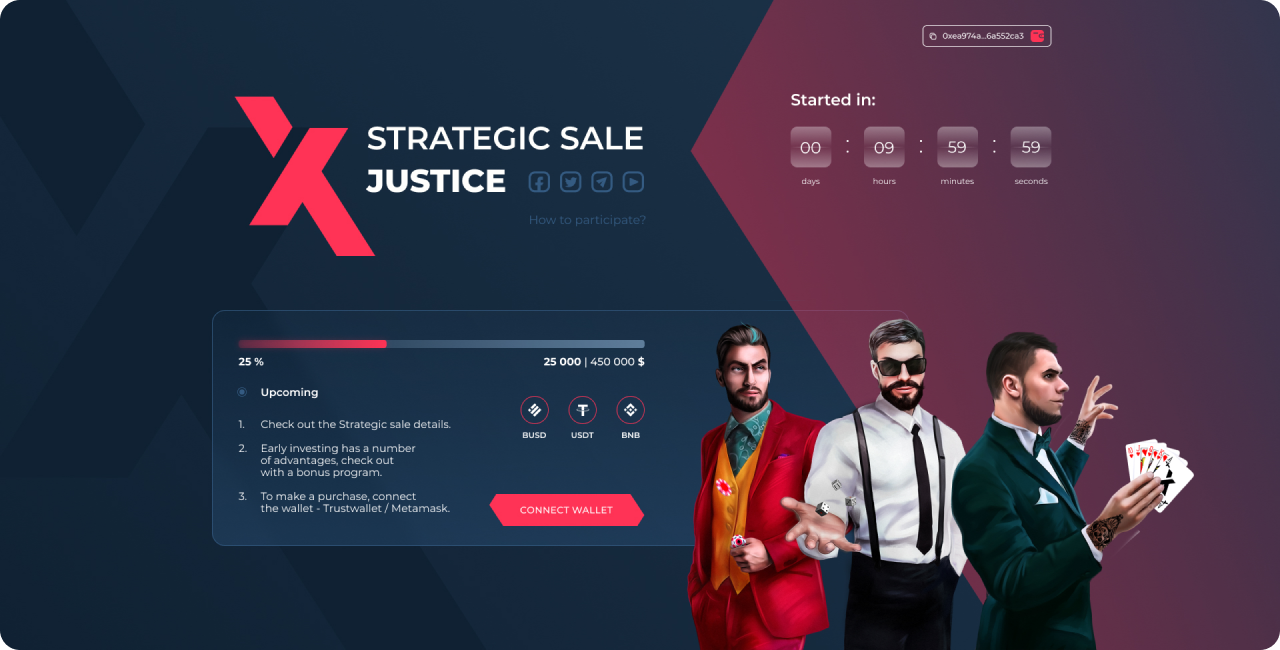 0xea974a...6a552ca3
STRATEGIC SALE
JUSTICE
How to participate?
Started in:
00 : 09 : 59 : 59
days hours minutes seconds
25 %
25 000 | 450 000 $
Upcoming
1. Check out the Strategic sale details.
2. Early investing has a number
of advantages, check out
with a bonus program.
3. To make a purchase, connect
the wallet - Trustwallet / Metamask.
BUSD USDT BNB
CONNECT WALLET